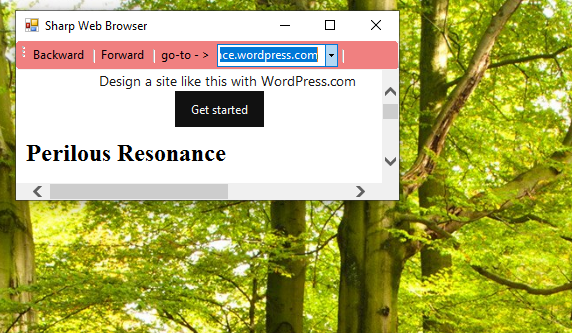 Sharp Web Browser
Backward | Forward | go-to - > ce.wordpress.com |
Design a site like this with WordPress.com
Get started
Perilous Resonance